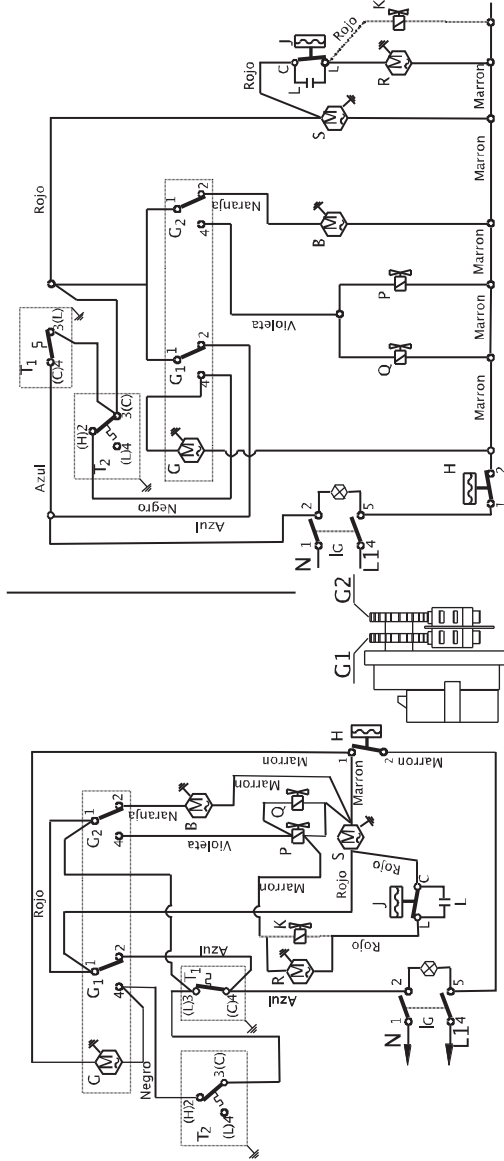 K
Rojo
J
C
L
L
Rojo
R
Marron
S
Rojo
Marron
1
2
G2
4
Naranja
B
Marron
T1
3(L)
(C)4
Violeta
P
Marron
1
2
G1
4
Q
Marron
3(C)
(H)2
T2
(L)4
G
Azul
Negro
Azul
H
2
1
2
5
N
1
IG
L1
4
G2
G1
H
1
2
Marron
Marron
Marron
1
2
G2
4
Naranja
B
Marron
Q
P
S
Violeta
Marron
Rojo
Rojo
Rojo
J
C
L
L
1
2
G1
4
K
R
Rojo
Azul
T1
(L)3
(C)4
Azul
G
Negro
3(C)
(H)2
T2
(L)4
2
5
N
1
IG
L1
4